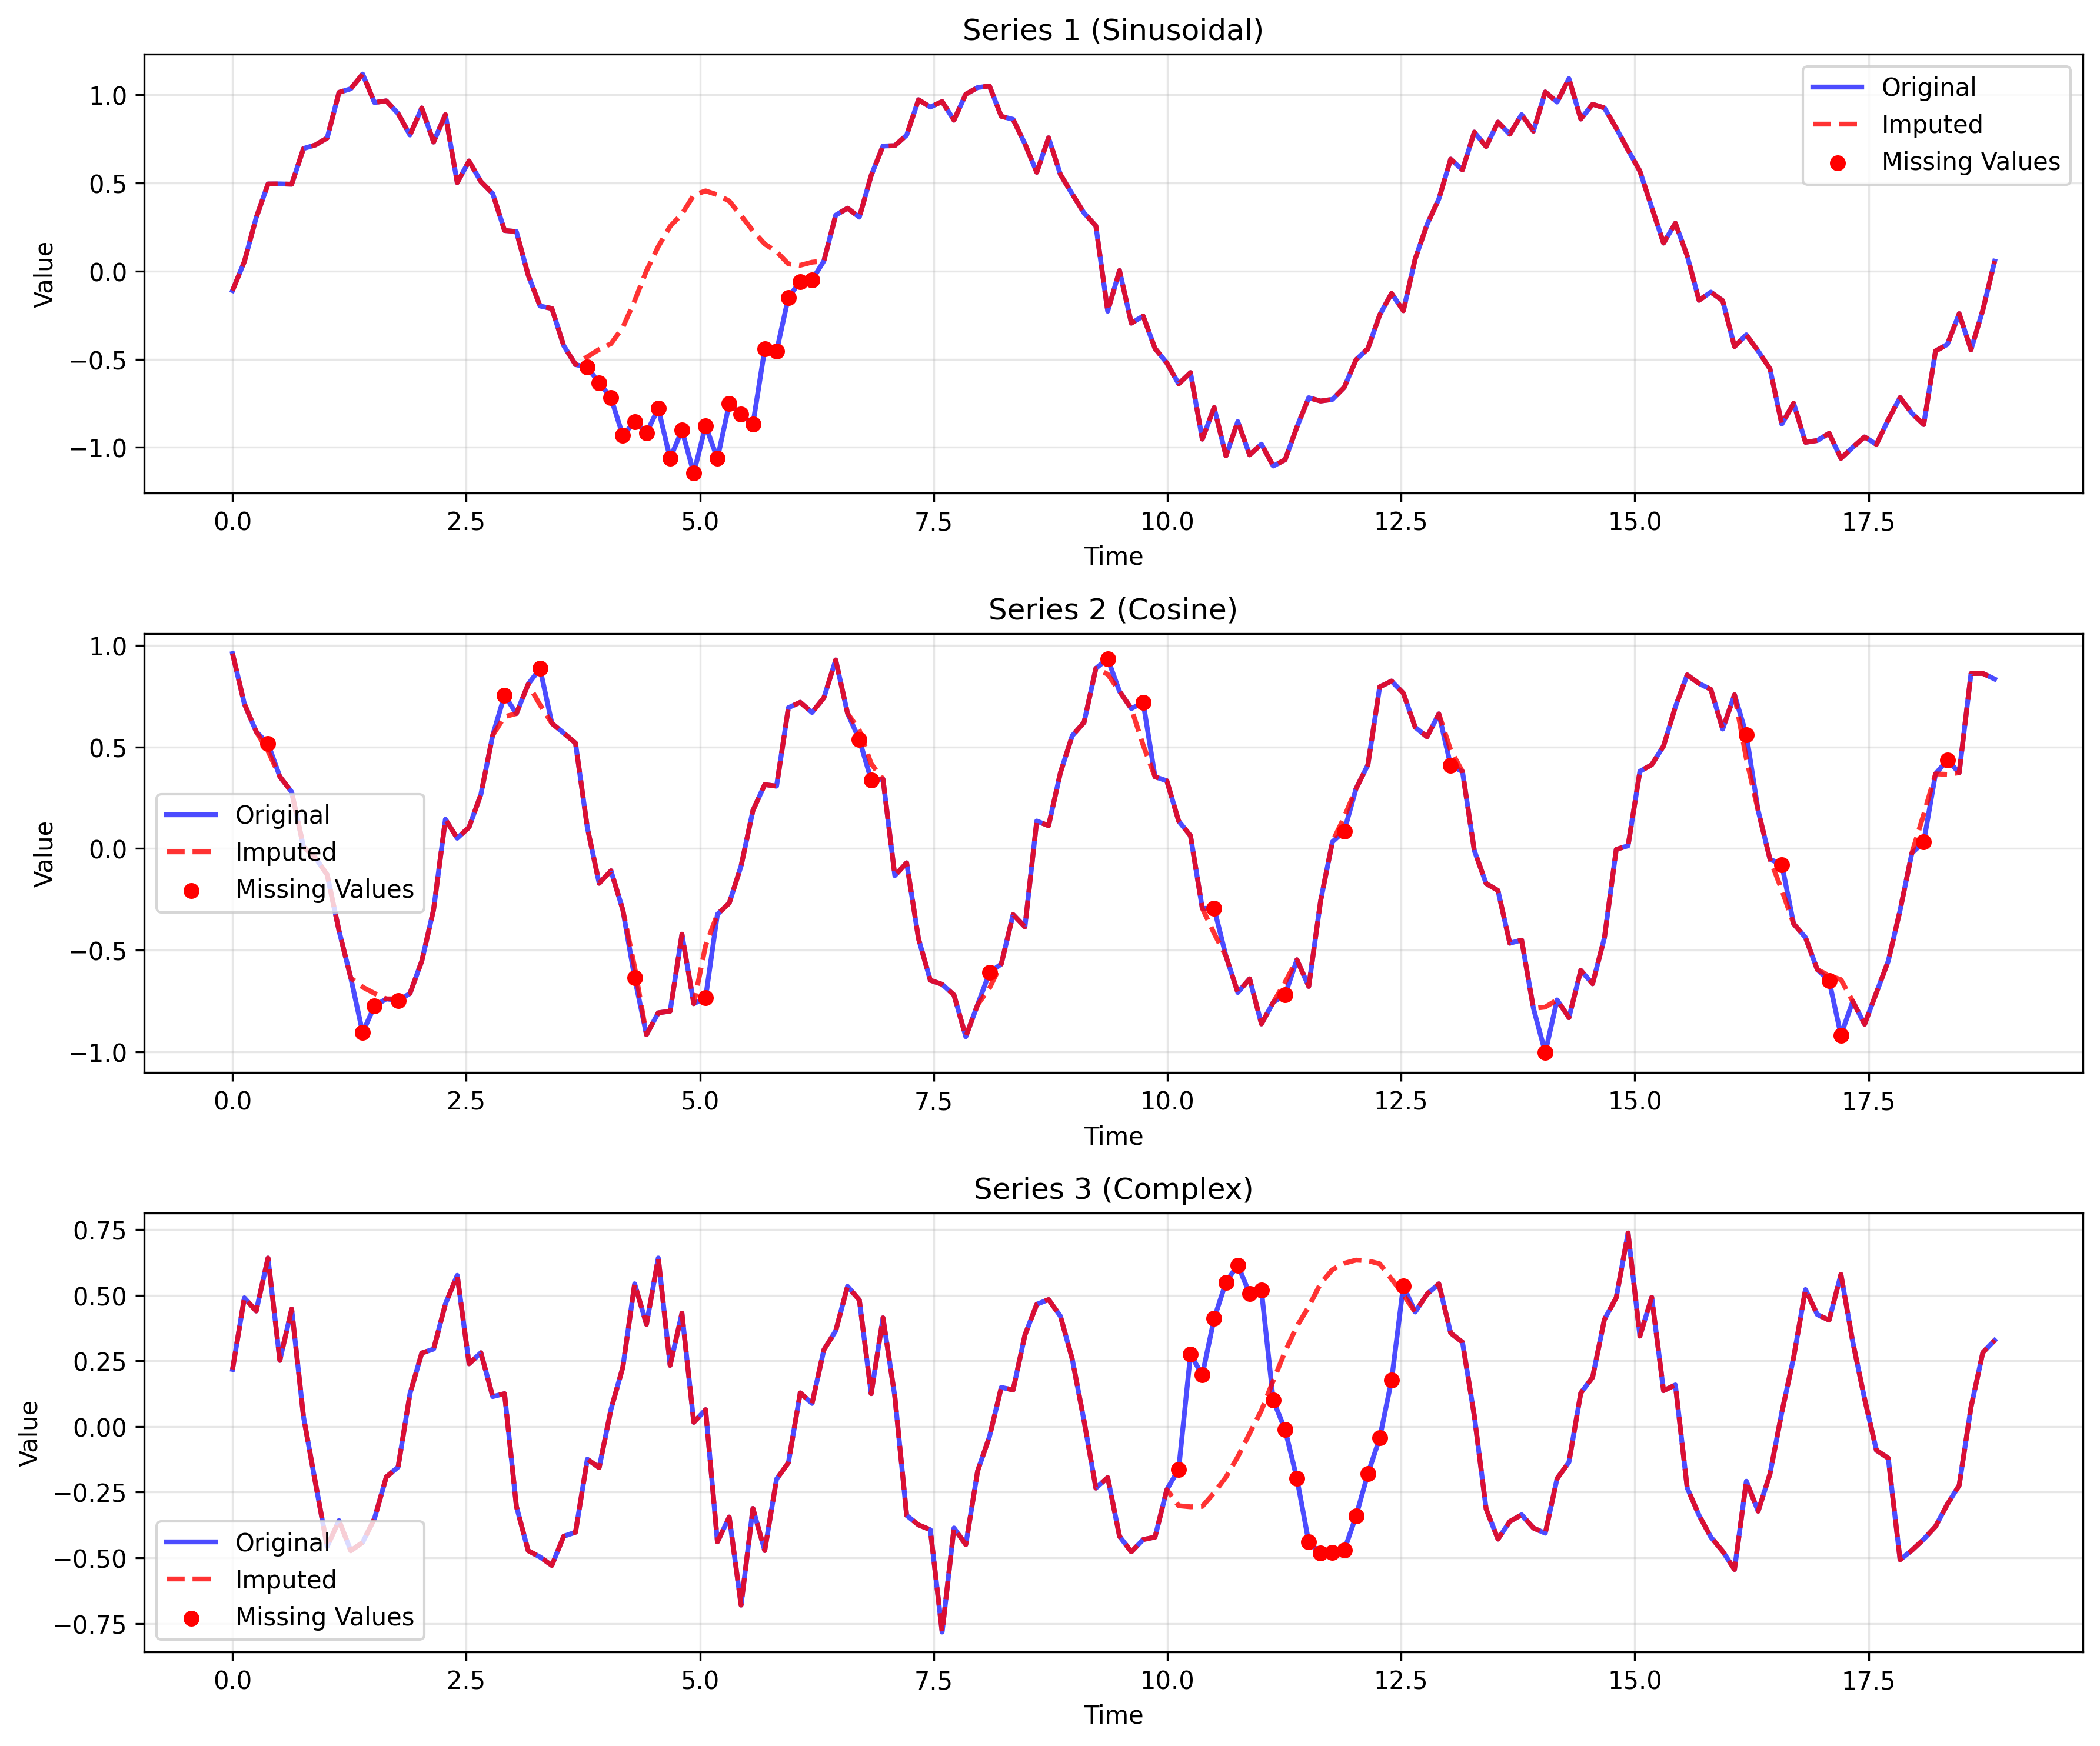 Series 1 (Sinusoidal)
Value
1.0
0.5
0.0
−0.5
−1.0
Original
Imputed
Missing Values
0.0 2.5 5.0 7.5 10.0 12.5 15.0 17.5
Time
Series 2 (Cosine)
Value
1.0
0.5
0.0
−0.5
−1.0
Original
Imputed
Missing Values
0.0 2.5 5.0 7.5 10.0 12.5 15.0 17.5
Time
Series 3 (Complex)
Value
0.75
0.50
0.25
0.00
−0.25
−0.50
−0.75
Original
Imputed
Missing Values
0.0 2.5 5.0 7.5 10.0 12.5 15.0 17.5
Time